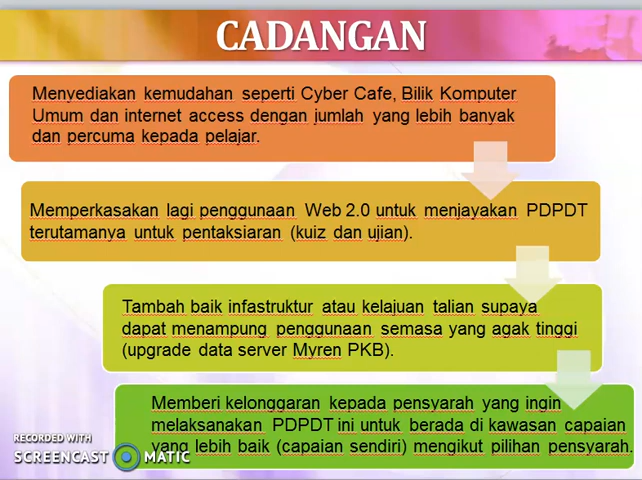 CADANGAN
Menyediakan kemudahan seperti Cyber Cafe, Bilik Komputer
Umum dan internet access dengan jumlah yang lebih banyak
dan percuma kepada pelajar.
Memperkasakan lagi penggunaan Web 2.0 untuk menjayakan PDPDT
terutamanya untuk pentaksiaran (kuiz dan ujian).
Tambah baik infastruktur atau kelajuan talian supaya
dapat menampung penggunaan semasa yang agak tinggi
(upgrade data server Myren PKB).
Memberi kelonggaran kepada pensyarah yang ingin
melaksanakan PDPDT ini untuk berada di kawasan capaian
yang lebih baik (capaian sendiri) mengikut pilihan pensyarah.
RECORDED WITH
SCREENCAST MATIC